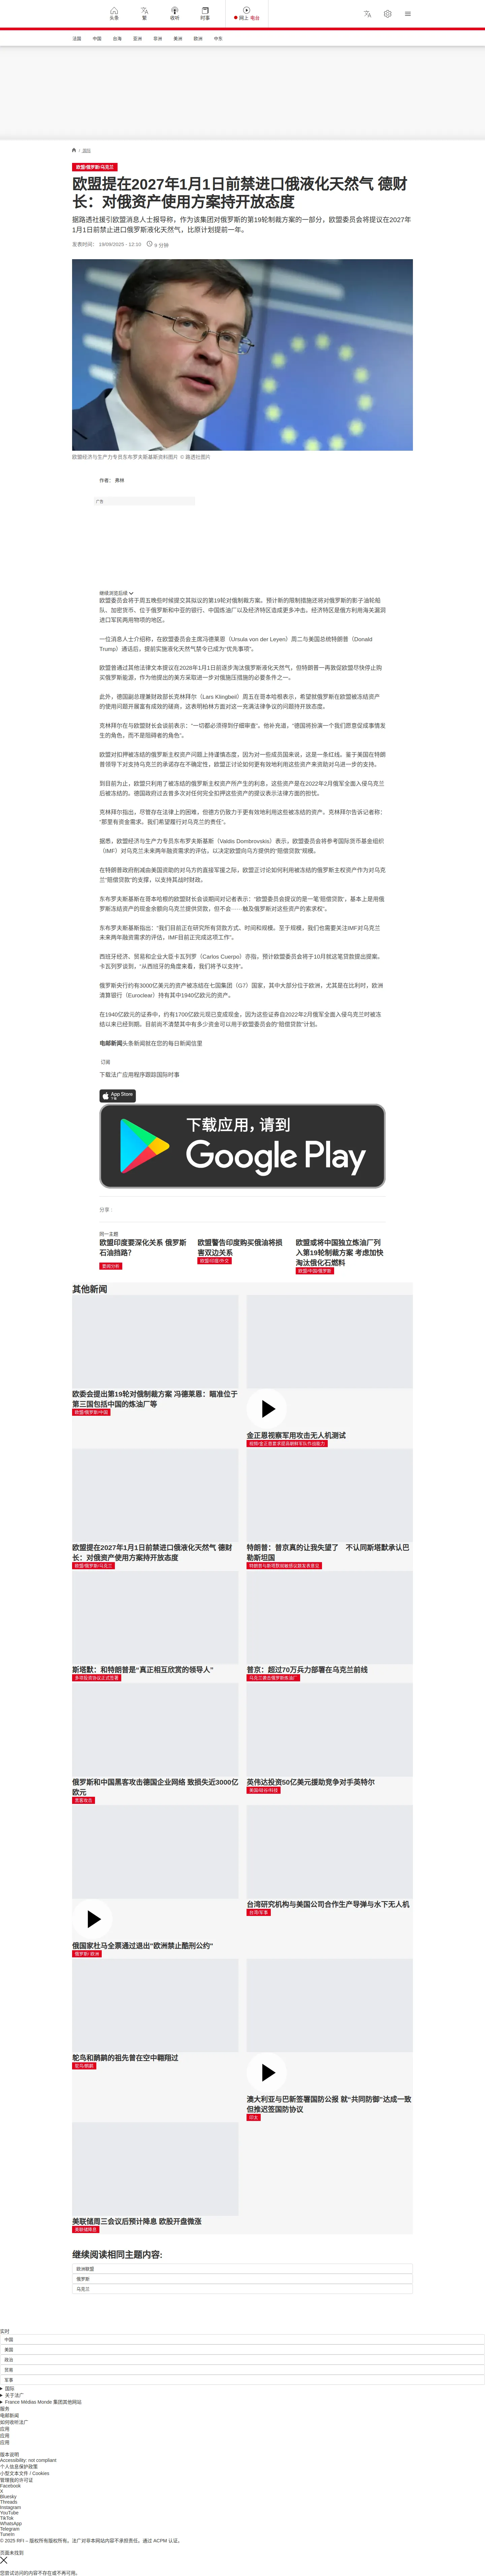 头条
繁
收听
时事
网上 电台
法国
中国
台海
亚洲
非洲
美洲
欧洲
中东
/ 国际
欧盟/俄罗斯/乌克兰
欧盟提在2027年1月1日前禁进口俄液化天然气 德财长：对俄资产使用方案持开放态度
据路透社援引欧盟消息人士报导称，作为该集团对俄罗斯的第19轮制裁方案的一部分，欧盟委员会将提议在2027年1月1日前禁止进口俄罗斯液化天然气，比原计划提前一年。
发表时间： 19/09/2025 - 12:10
9 分钟
欧盟经济与生产力专员东布罗夫斯基斯资料图片 © 路透社图片
作者： 弗林
广告
继续浏览后续
欧盟委员会将于周五晚些时候提交其拟议的第19轮对俄制裁方案。预计新的限制措施还将对俄罗斯的影子油轮船队、加密货币、位于俄罗斯和中亚的银行、中国炼油厂以及经济特区造成更多冲击。经济特区是俄方利用海关漏洞进口军民两用物项的地区。
一位消息人士介绍称，在欧盟委员会主席冯德莱恩（Ursula von der Leyen）周二与美国总统特朗普（Donald Trump）通话后，提前实施液化天然气禁令已成为“优先事项”。
欧盟曾通过其他法律文本提议在2028年1月1日前逐步淘汰俄罗斯液化天然气，但特朗普一再敦促欧盟尽快停止购买俄罗斯能源，作为他提出的美方采取进一步对俄施压措施的必要条件之一。
此外，德国副总理兼财政部长克林拜尔（Lars Klingbeil）周五在哥本哈根表示，希望就俄罗斯在欧盟被冻结资产的使用问题开展富有成效的磋商，这表明柏林方面对这一充满法律争议的问题持开放态度。
克林拜尔在与欧盟财长会谈前表示：“一切都必须得到仔细审查”。他补充道，“德国将扮演一个我们愿意促成事情发生的角色，而不是阻碍者的角色”。
欧盟对扣押被冻结的俄罗斯主权资产问题上持谨慎态度，因为对一些成员国来说，这是一条红线。鉴于美国在特朗普领导下对支持乌克兰的承诺存在不确定性，欧盟正讨论如何更有效地利用这些资产来资助对乌进一步的支持。
到目前为止，欧盟只利用了被冻结的俄罗斯主权资产所产生的利息，这些资产是在2022年2月俄军全面入侵乌克兰后被冻结的。德国政府过去曾多次对任何完全扣押这些资产的提议表示法律方面的担忧。
克林拜尔指出，尽管存在法律上的困难，但德方仍致力于更有效地利用这些被冻结的资产。克林拜尔告诉记者称：“那里有资金需求。我们希望履行对乌克兰的责任”。
据悉，欧盟经济与生产力专员东布罗夫斯基斯（Valdis Dombrovskis）表示，欧盟委员会将参考国际货币基金组织（IMF）对乌克兰未来两年融资需求的评估，以决定欧盟向乌方提供的“赔偿贷款”规模。
在特朗普政府削减由美国资助的对乌方的直接军援之际，欧盟正讨论如何利用被冻结的俄罗斯主权资产作为对乌克兰“赔偿贷款”的支撑，以支持其战时财政。
东布罗夫斯基斯在哥本哈根的欧盟财长会谈期间对记者表示：“欧盟委员会提议的是一笔‘赔偿贷款’，基本上是用俄罗斯冻结资产的现金余额向乌克兰提供贷款，但不会······触及俄罗斯对这些资产的索求权”。
东布罗夫斯基斯指出：“我们目前正在研究所有贷款方式、时间和规模。至于规模，我们也需要关注IMF对乌克兰未来两年融资需求的评估，IMF目前正完成这项工作”。
西班牙经济、贸易和企业大臣卡瓦列罗（Carlos Cuerpo）亦指，预计欧盟委员会将于10月就这笔贷款提出提案。卡瓦列罗谈到，“从西班牙的角度来看，我们将予以支持”。
俄罗斯央行约有3000亿美元的资产被冻结在七国集团（G7）国家，其中大部分位于欧洲，尤其是在比利时，欧洲清算银行（Euroclear）持有其中1940亿欧元的资产。
在1940亿欧元的证券中，约有1700亿欧元现已变成现金，因为这些证券自2022年2月俄军全面入侵乌克兰时被冻结以来已经到期。目前尚不清楚其中有多少资金可以用于欧盟委员会的“赔偿贷款”计划。
电邮新闻头条新闻就在您的每日新闻信里
订阅
下载法广应用程序跟踪国际时事
App Store
下载
下载应用，请到
Google Play
分享：
同一主题
欧盟印度要深化关系 俄罗斯石油挡路？
要闻分析
欧盟警告印度购买俄油将损害双边关系
欧盟/印度/外交
欧盟或将中国独立炼油厂列入第19轮制裁方案 考虑加快淘汰俄化石燃料
欧盟/中国/俄罗斯
其他新闻
欧委会提出第19轮对俄制裁方案 冯德莱恩：瞄准位于第三国包括中国的炼油厂等
欧盟/俄罗斯/中国
金正恩视察军用攻击无人机测试
欧盟提在2027年1月1日前禁进口俄液化天然气 德财长：对俄资产使用方案持开放态度
欧盟/俄罗斯/乌克兰
特朗普：普京真的让我失望了 不认同斯塔默承认巴勒斯坦国
斯塔默：和特朗普是“真正相互欣赏的领导人”
多项投资协议正式签署
普京：超过70万兵力部署在乌克兰前线
乌克兰袭击俄罗斯炼油厂
俄罗斯和中国黑客攻击德国企业网络 致损失近3000亿欧元
黑客攻击
英伟达投资50亿美元援助竞争对手英特尔
美国/财长/科技
俄国家杜马全票通过退出“欧洲禁止酷刑公约”
俄罗斯/ 欧洲
台湾研究机构与美国公司合作生产导弹与水下无人机
台湾/军事
鸵鸟和鹋鹋的祖先曾在空中翱翔过
鸵鸟/鹋鹋
澳大利亚与巴新签署国防公报 就“共同防御”达成一致但推迟签国防协议
印太
美联储周三会议后预计降息 欧股开盘微涨
美联储降息
继续阅读相同主题内容:
欧洲联盟
俄罗斯
乌克兰
实时
中国
美国
政治
贸易
军事
国际
关于法广
France Médias Monde 集团其他网站
服务
电邮新闻
如何收听法广
应用
应用
应用
版本说明
Accessibility: not compliant
个人信息保护政策
小型文本文件 / Cookies
管理我的许可证
Facebook
X
Bluesky
Threads
Instagram
YouTube
TikTok
WhatsApp
Telegram
TuneIn
© 2025 RFI – 版权所有版权所有。法广对非本网站内容不承担责任。通过 ACPM 认证。
页面未找到
您尝试访问的内容不存在或不再可用。